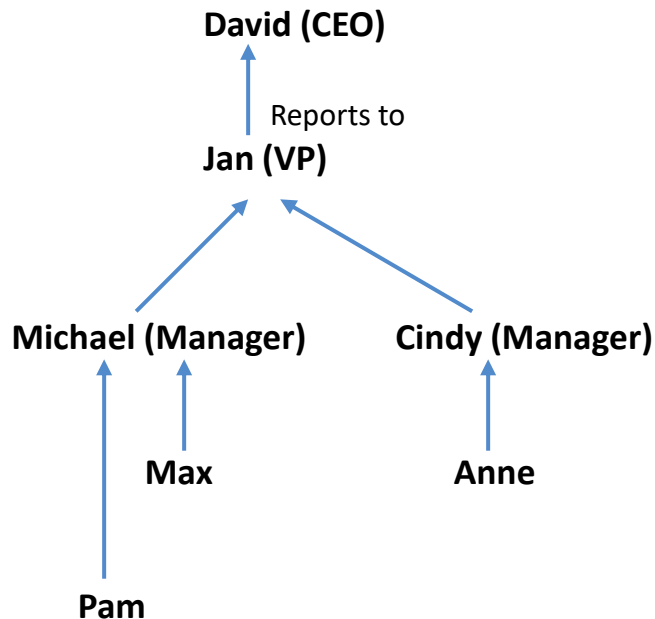 David (CEO)
Reports to
Jan (VP)
Michael (Manager)
Cindy (Manager)
Max
Anne
Pam